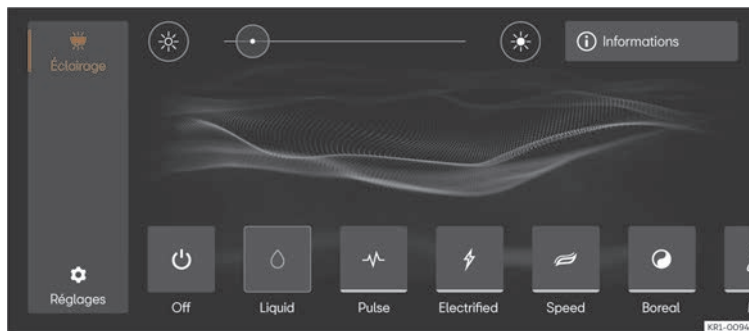 Éclairage
Informations
Réglages
Off
Liquid
Pulse
Electrified
Speed
Boreal
KR1-0094